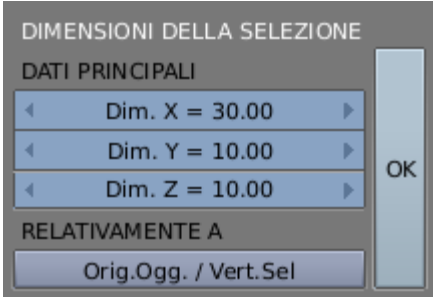 DIMENSIONI DELLA SELEZIONE
DATI PRINCIPALI
Dim. X = 30.00
Dim. Y = 10.00
Dim. Z = 10.00
OK
RELATIVAMENTE A
Orig.Ogg. / Vert.Sel